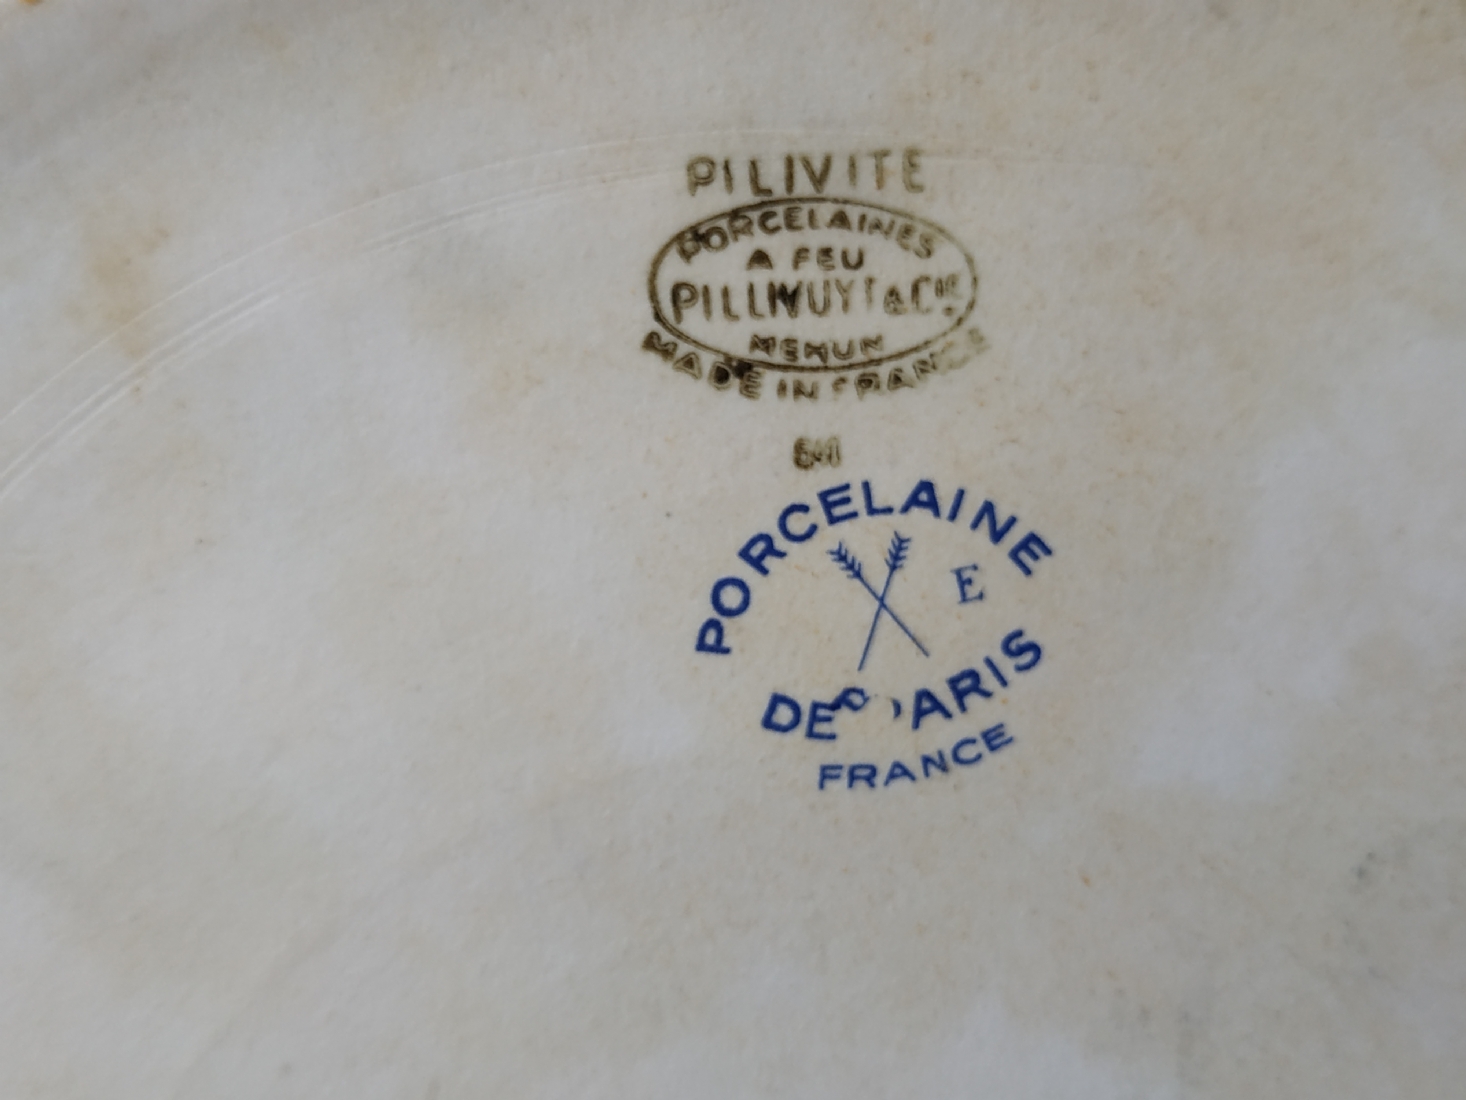 PILIVITE
PORCELAINES
A FEU
PILLIVUYT & Cie.
MEHUN
MADE IN FRANCE
PORCELAINE
E
DE PARIS
FRANCE